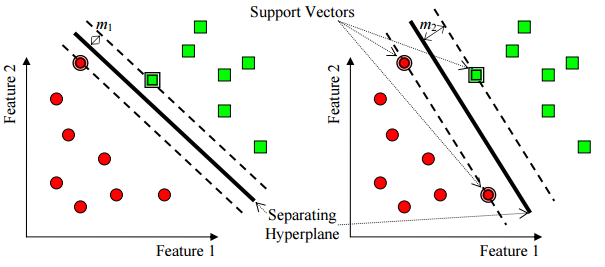 m1
Support Vectors
m2
Feature 2
Feature 2
Separating
Hyperplane
Feature 1
Feature 1